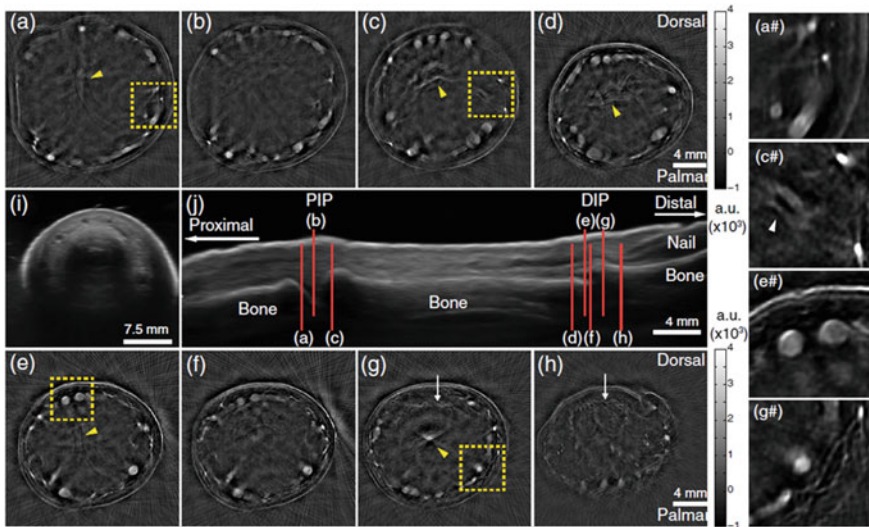 (a)
(b)
(c)
(d)
Dorsal
4 mm
Palmar
4
3
2
1
0
−1
a.u.
(x10³)
(a#)
(c#)
(i)
7.5 mm
(j)
Proximal
PIP
(b)
DIP
(e)(g)
Distal
Nail
Bone
Bone
Bone
(a)
(c)
(d)
(f)
(h)
4 mm
a.u.
(x10³)
(e#)
(g#)
(e)
(f)
(g)
(h)
Dorsal
4 mm
Palmar
4
3
2
1
0
−1